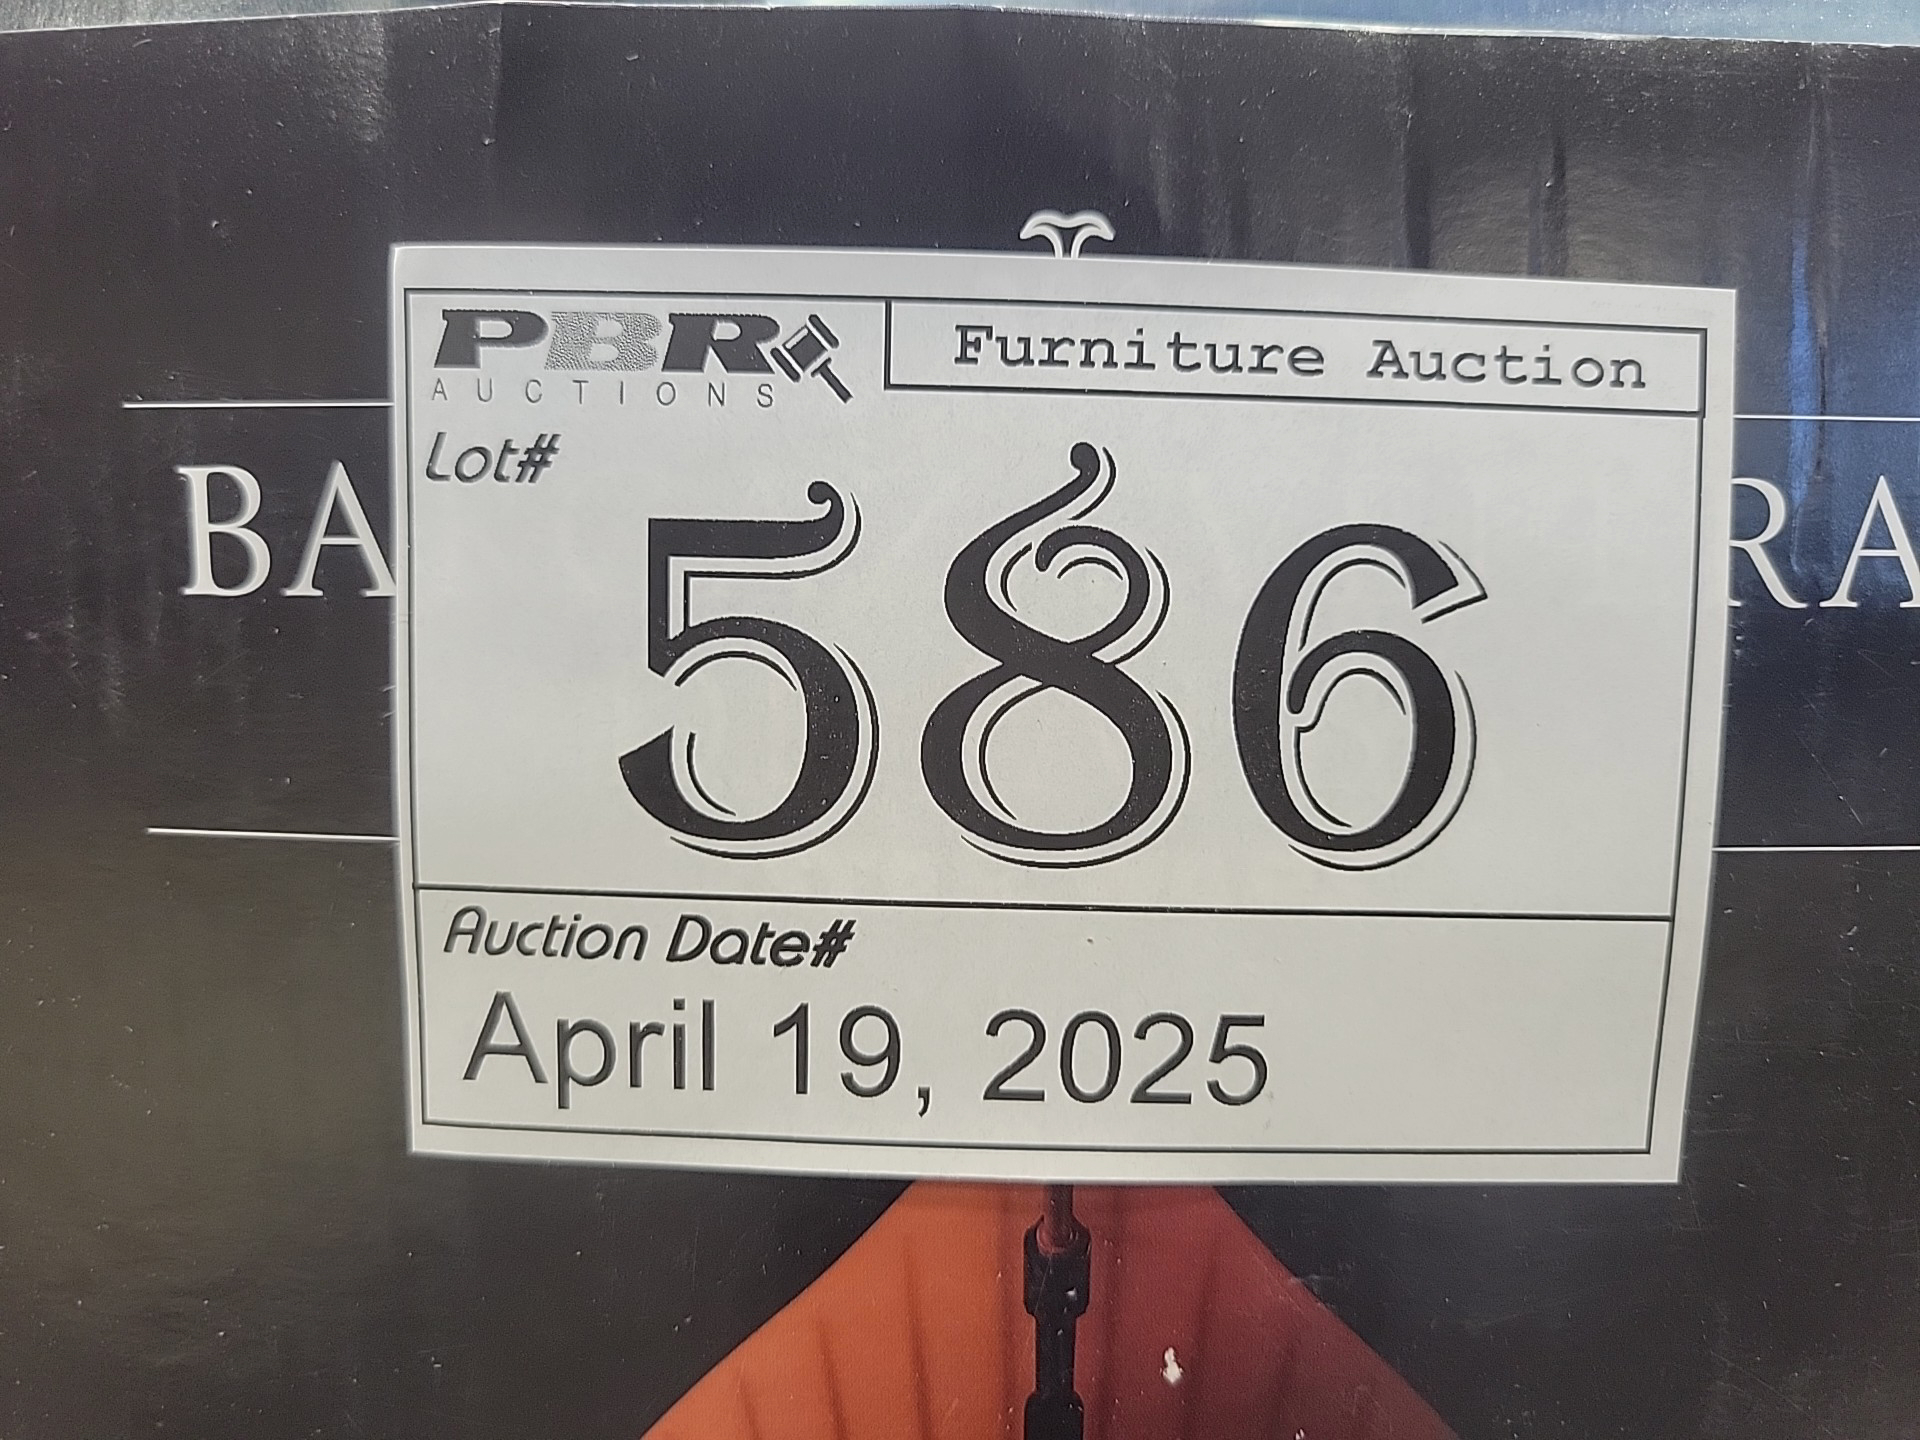 PBR
AUCTIONS
Furniture Auction
Lot#
586
BA
RA
Auction Date#
April 19, 2025